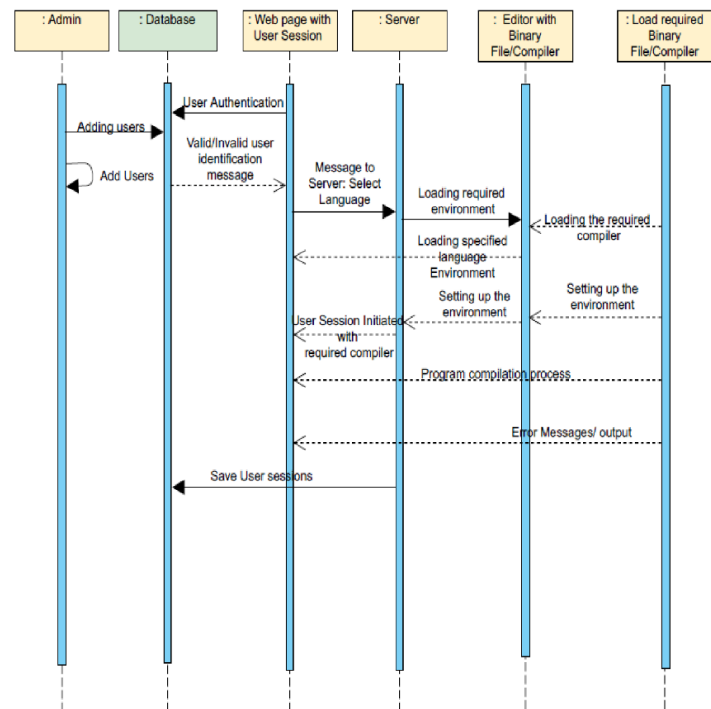 : Admin
: Database
: Web page with
User Session
: Server
: Editor with
Binary
File/Compiler
: Load required
Binary
File/Compiler
User Authentication
Adding users
Valid/Invalid user
identification
message
Add Users
Message to
Server: Select
Language
Loading required
environment
Loading the required
compiler
Loading specified
language
Environment
Setting up the
environment
Setting up the
environment
User Session Initiated
with
required compiler
Program compilation process
Error Messages/ output
Save User sessions